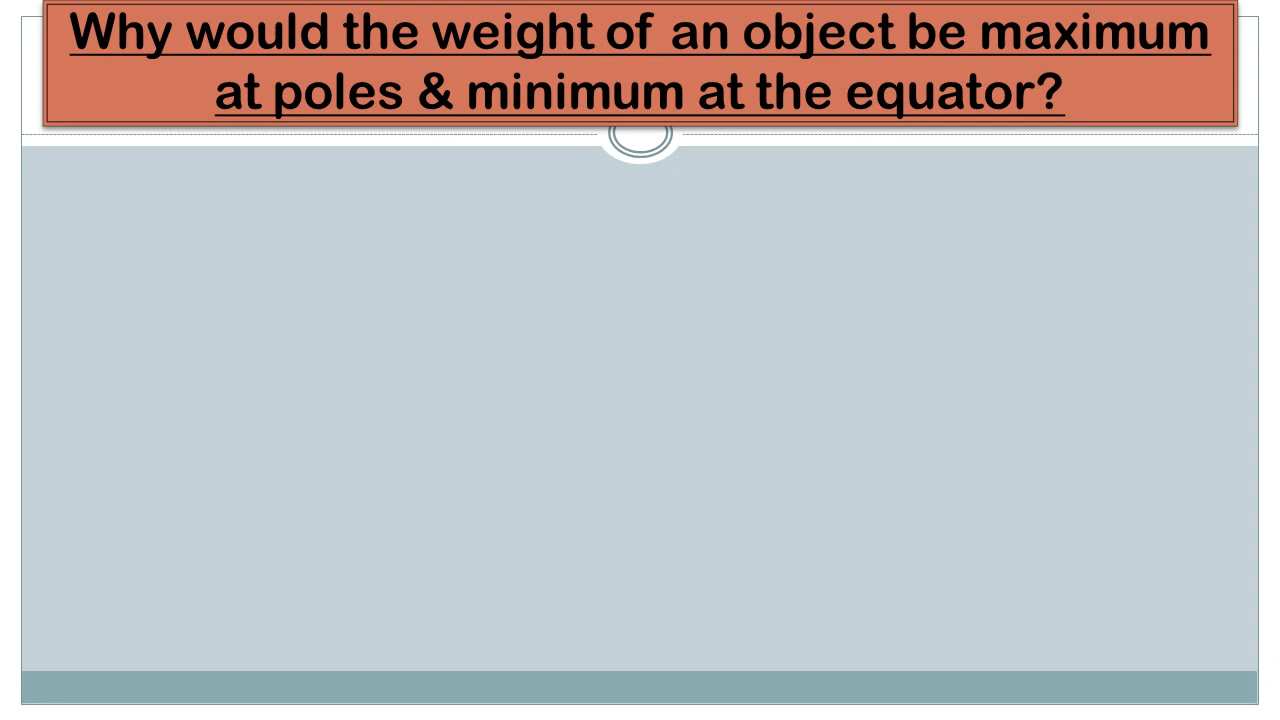 Why would the weight of an object be maximum
at poles & minimum at the equator?